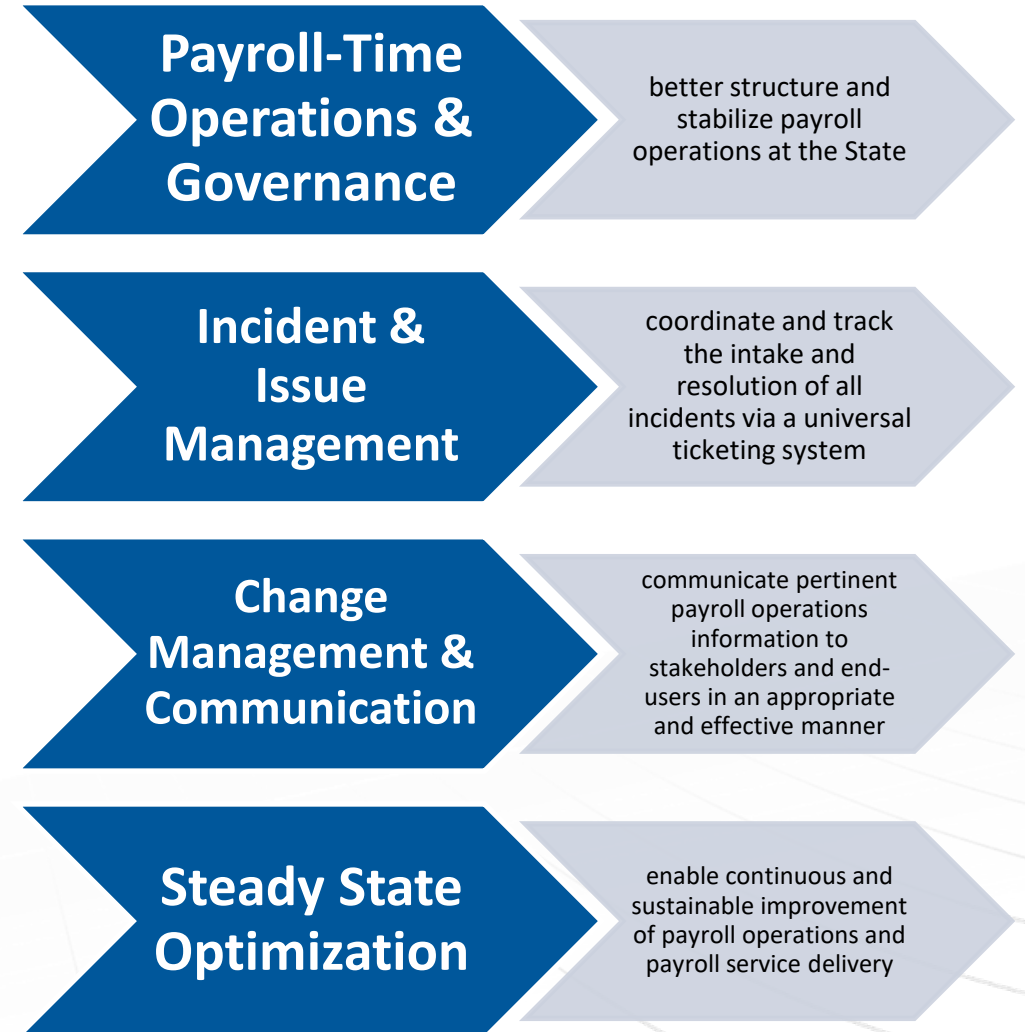 Payroll-Time
Operations &
Governance
better structure and
stabilize payroll
operations at the State
Incident &
Issue
Management
coordinate and track
the intake and
resolution of all
incidents via a universal
ticketing system
Change
Management &
Communication
communicate pertinent
payroll operations
information to
stakeholders and end-
users in an appropriate
and effective manner
Steady State
Optimization
enable continuous and
sustainable improvement
of payroll operations and
payroll service delivery